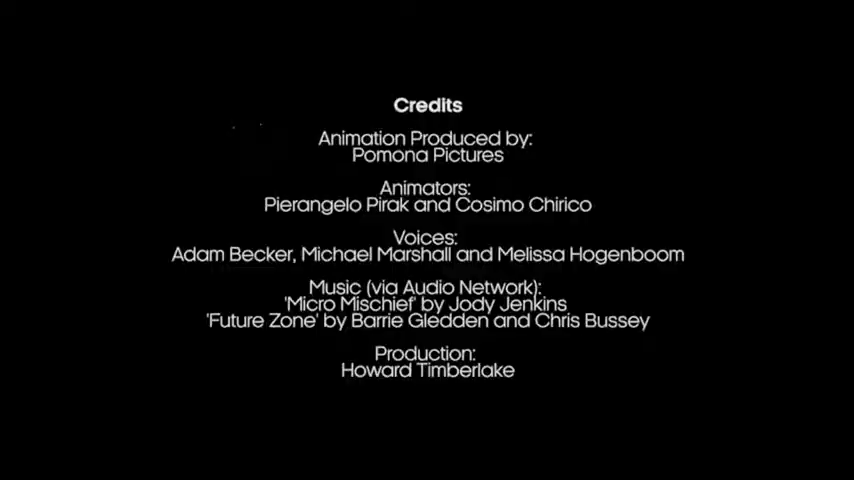 Credits
Animation Produced by:
Pomona Pictures
Animators:
Pierangelo Pirak and Cosimo Chirico
Voices:
Adam Becker, Michael Marshall and Melissa Hogenboom
Music (via Audio Network):
'Micro Mischief' by Jody Jenkins
'Future Zone' by Barrie Gledden and Chris Bussey
Production:
Howard Timberlake